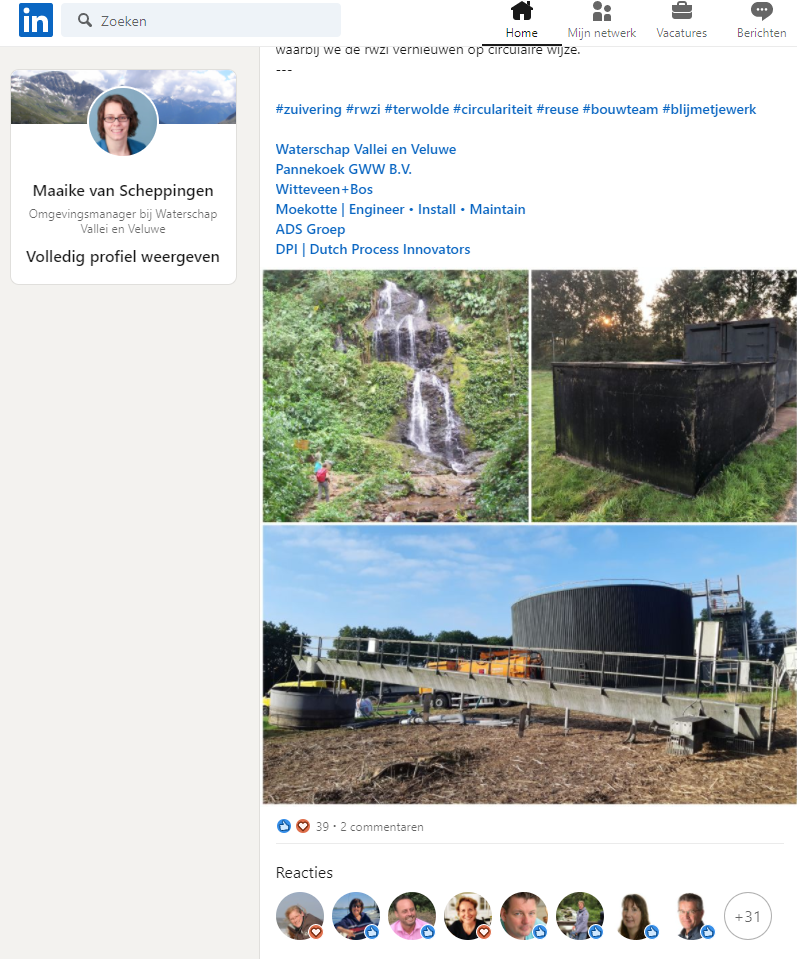 in
Zoeken
Home
Mijn netwerk
Vacatures
Berichten
waarbij we de rwzi vernieuwen op circulaire wijze.
---
Maaike van Scheppingen
Omgevingsmanager bij Waterschap
Vallei en Veluwe
Volledig profiel weergeven
#zuivering #rwzi #terwolde #circulariteit #reuse #bouwteam #blijmetjewerk
Waterschap Vallei en Veluwe
Pannekoek GWW B.V.
Witteveen+Bos
Moekotte | Engineer • Install • Maintain
ADS Groep
DPI | Dutch Process Innovators
39 • 2 commentaren
Reacties
+31